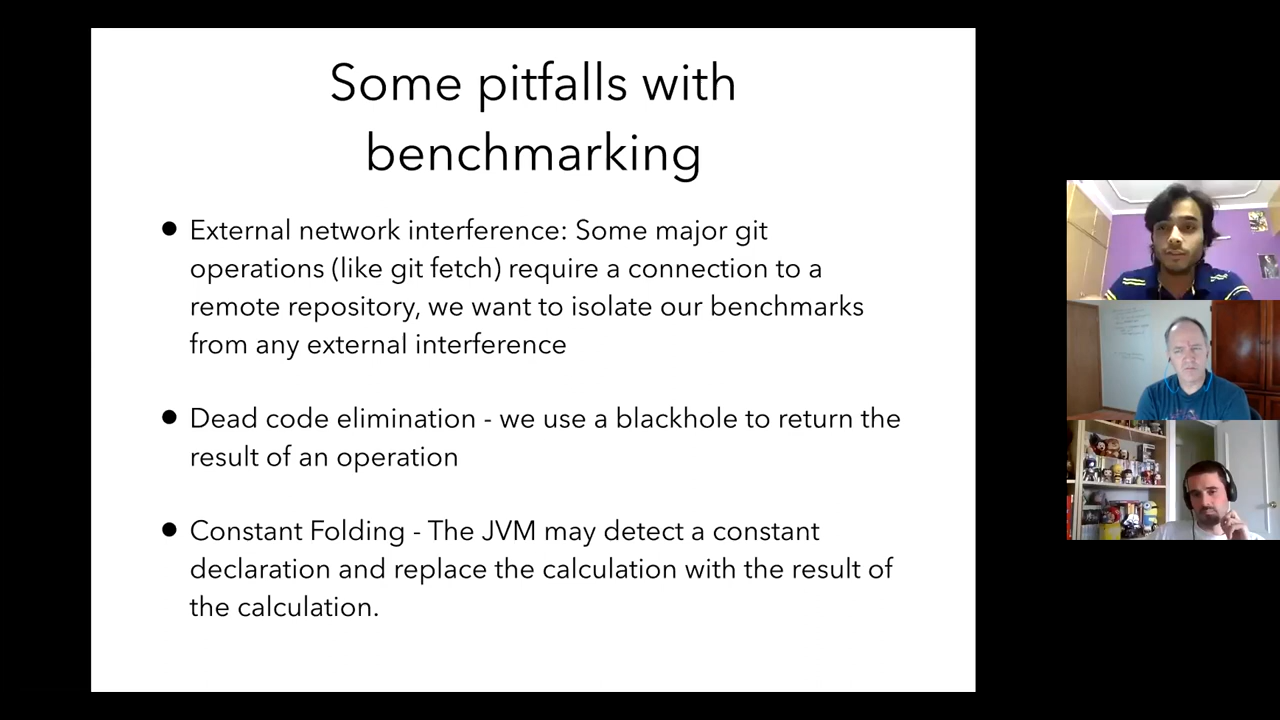 Some pitfalls with
benchmarking
● External network interference: Some major git
operations (like git fetch) require a connection to a
remote repository, we want to isolate our benchmarks
from any external interference
● Dead code elimination - we use a blackhole to return the
result of an operation
● Constant Folding - The JVM may detect a constant
declaration and replace the calculation with the result of
the calculation.